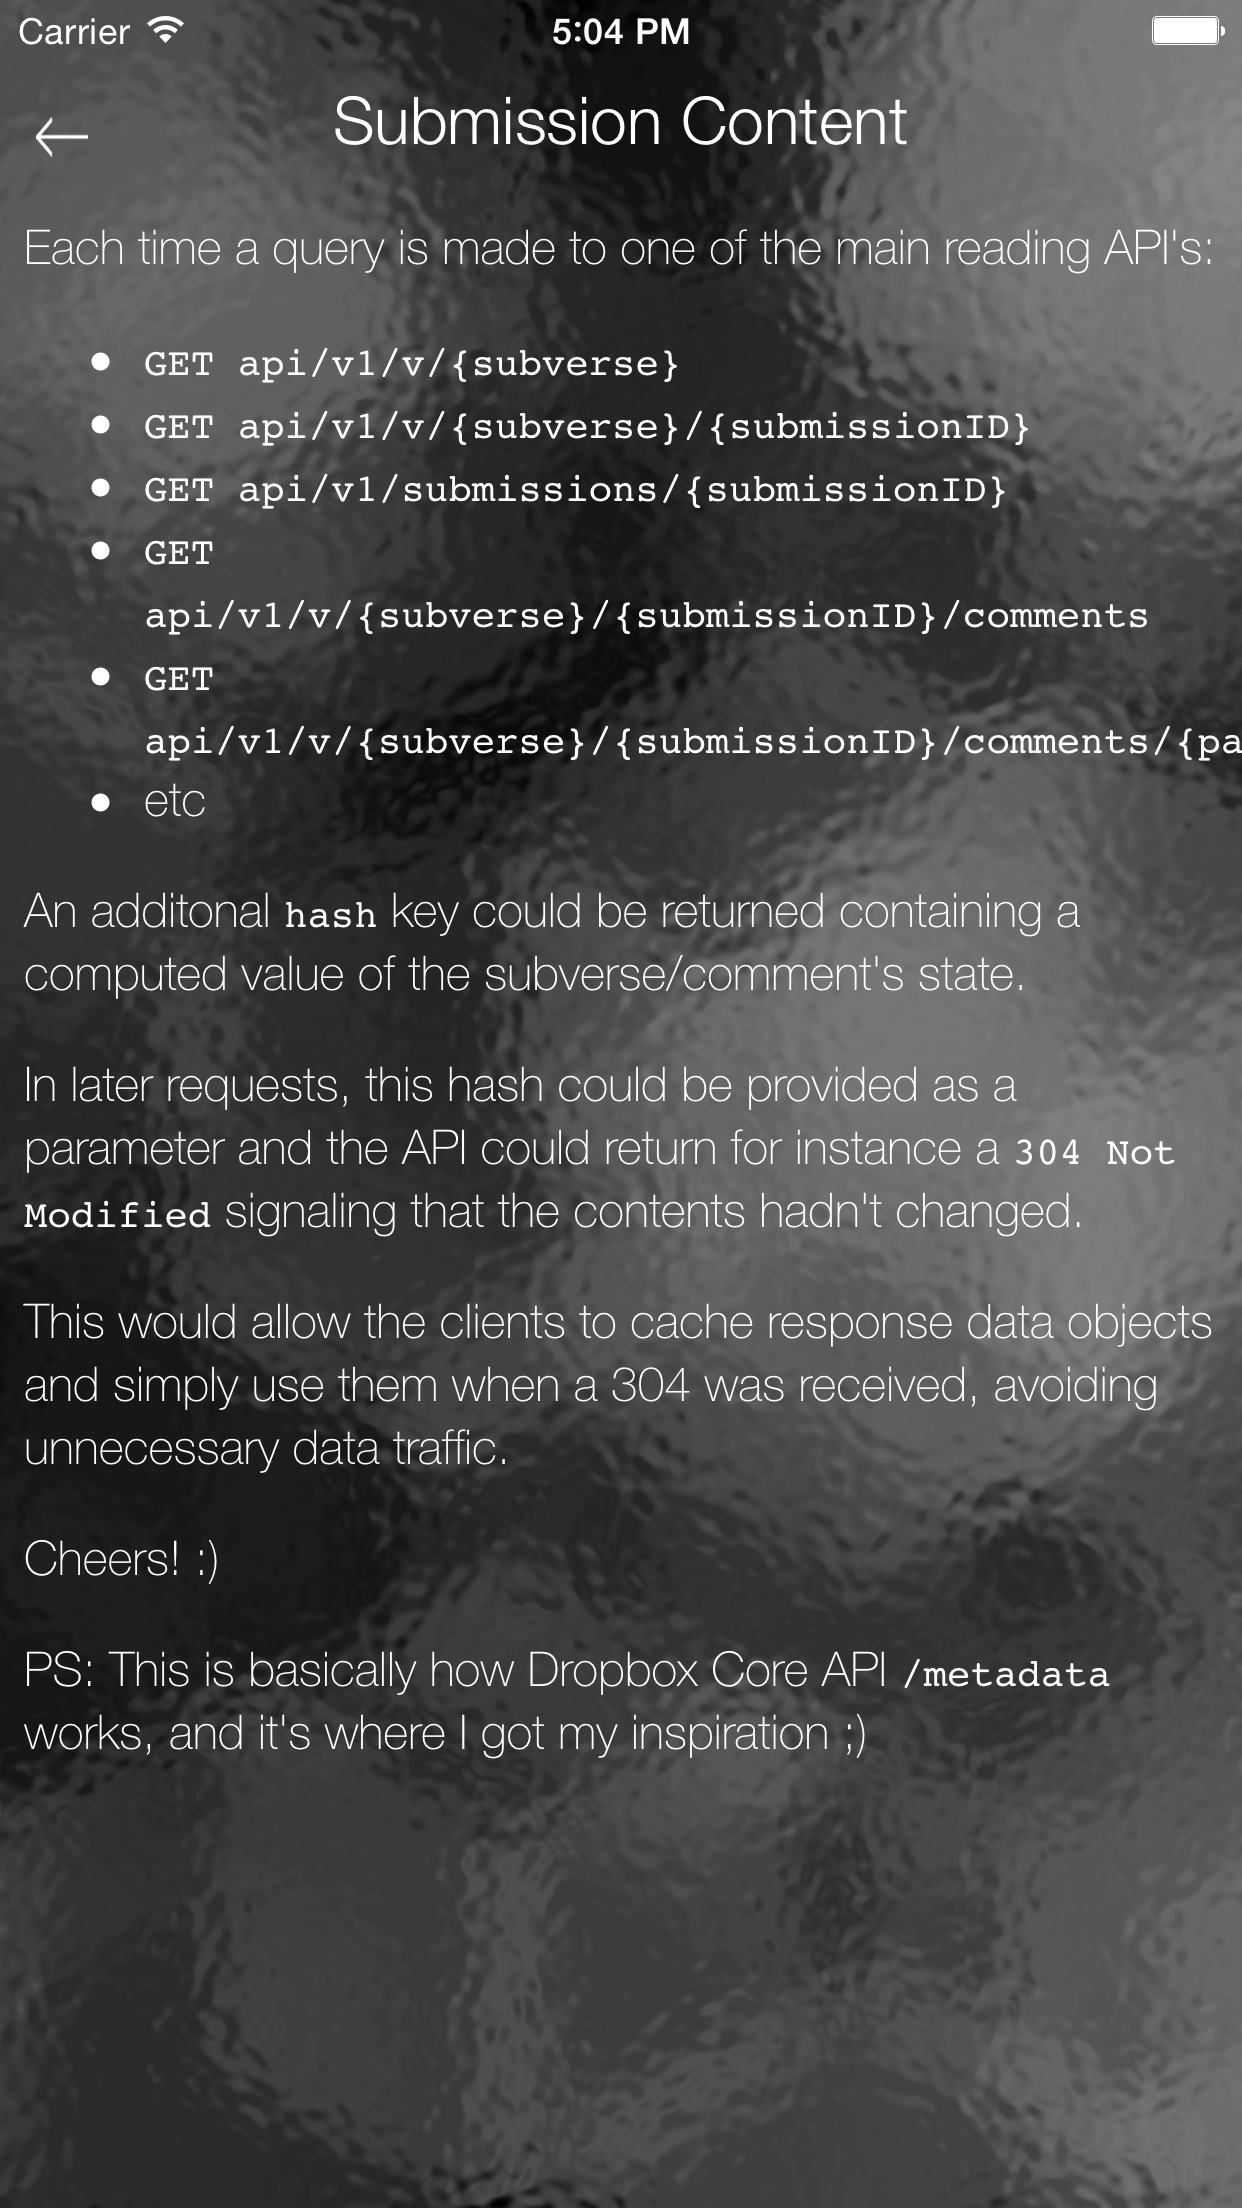 Carrier
5:04 PM
Submission Content
Each time a query is made to one of the main reading API's:
• GET api/v1/v/{subverse}
• GET api/v1/v/{subverse}/{submissionID}
• GET api/v1/submissions/{submissionID}
• GET
api/v1/v/{subverse}/{submissionID}/comments
• GET
api/v1/v/{subverse}/{submissionID}/comments/{pa
• etc
An additonal hash key could be returned containing a
computed value of the subverse/comment's state.
In later requests, this hash could be provided as a
parameter and the API could return for instance a 304 Not
Modified signaling that the contents hadn't changed.
This would allow the clients to cache response data objects
and simply use them when a 304 was received, avoiding
unnecessary data traffic.
Cheers! :)
PS: This is basically how Dropbox Core API /metadata
works, and it's where I got my inspiration ;)